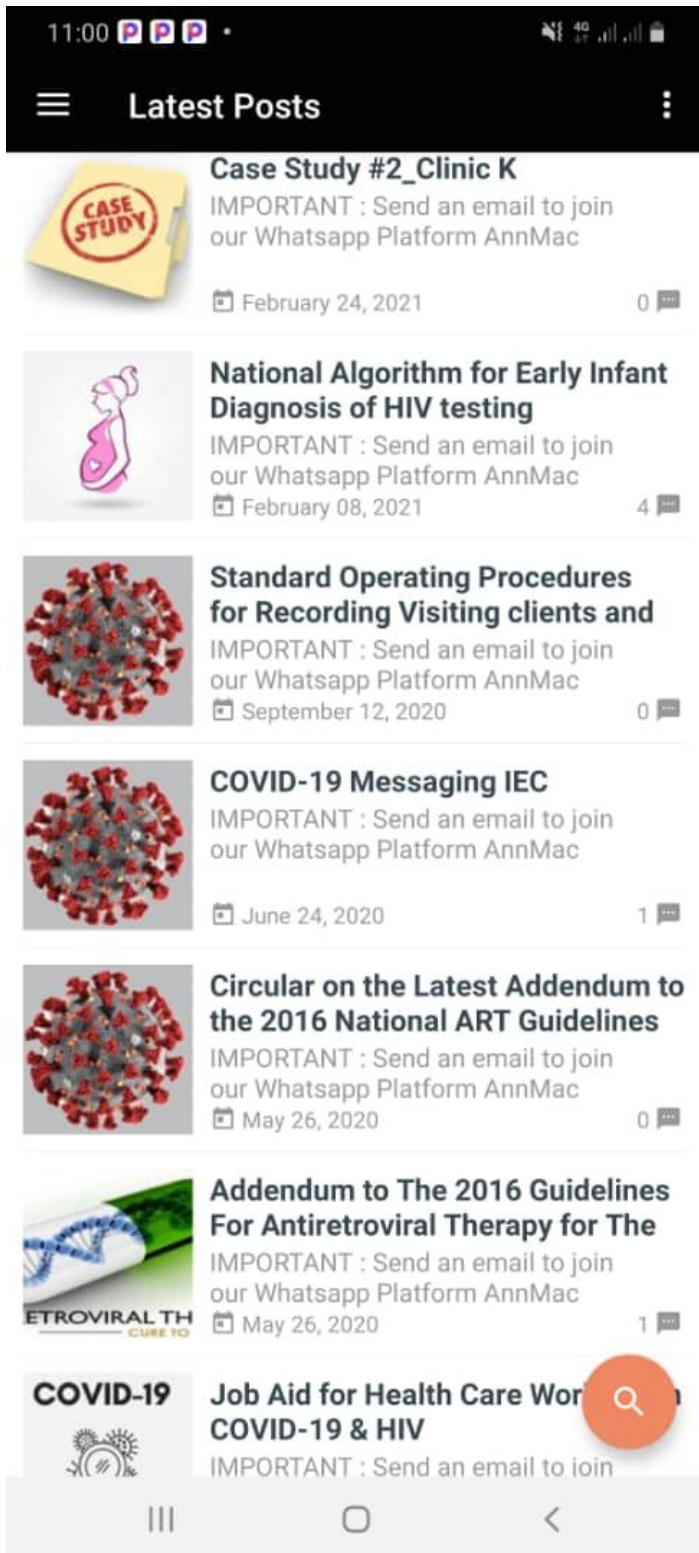 11:00 P P P
4G
Latest Posts
CASE
STUDY
Case Study #2_Clinic K
IMPORTANT : Send an email to join
our Whatsapp Platform AnnMac
February 24, 2021
0
National Algorithm for Early Infant
Diagnosis of HIV testing
IMPORTANT : Send an email to join
our Whatsapp Platform AnnMac
February 08, 2021
4
Standard Operating Procedures
for Recording Visiting clients and
IMPORTANT : Send an email to join
our Whatsapp Platform AnnMac
September 12, 2020
0
COVID-19 Messaging IEC
IMPORTANT : Send an email to join
our Whatsapp Platform AnnMac
June 24, 2020
1
Circular on the Latest Addendum to
the 2016 National ART Guidelines
IMPORTANT : Send an email to join
our Whatsapp Platform AnnMac
May 26, 2020
0
ETROVIRAL TH
CURE TO
Addendum to The 2016 Guidelines
For Antiretroviral Therapy for The
IMPORTANT : Send an email to join
our Whatsapp Platform AnnMac
May 26, 2020
1
COVID-19
Job Aid for Health Care Wor
COVID-19 & HIV
IMPORTANT : Send an email to join